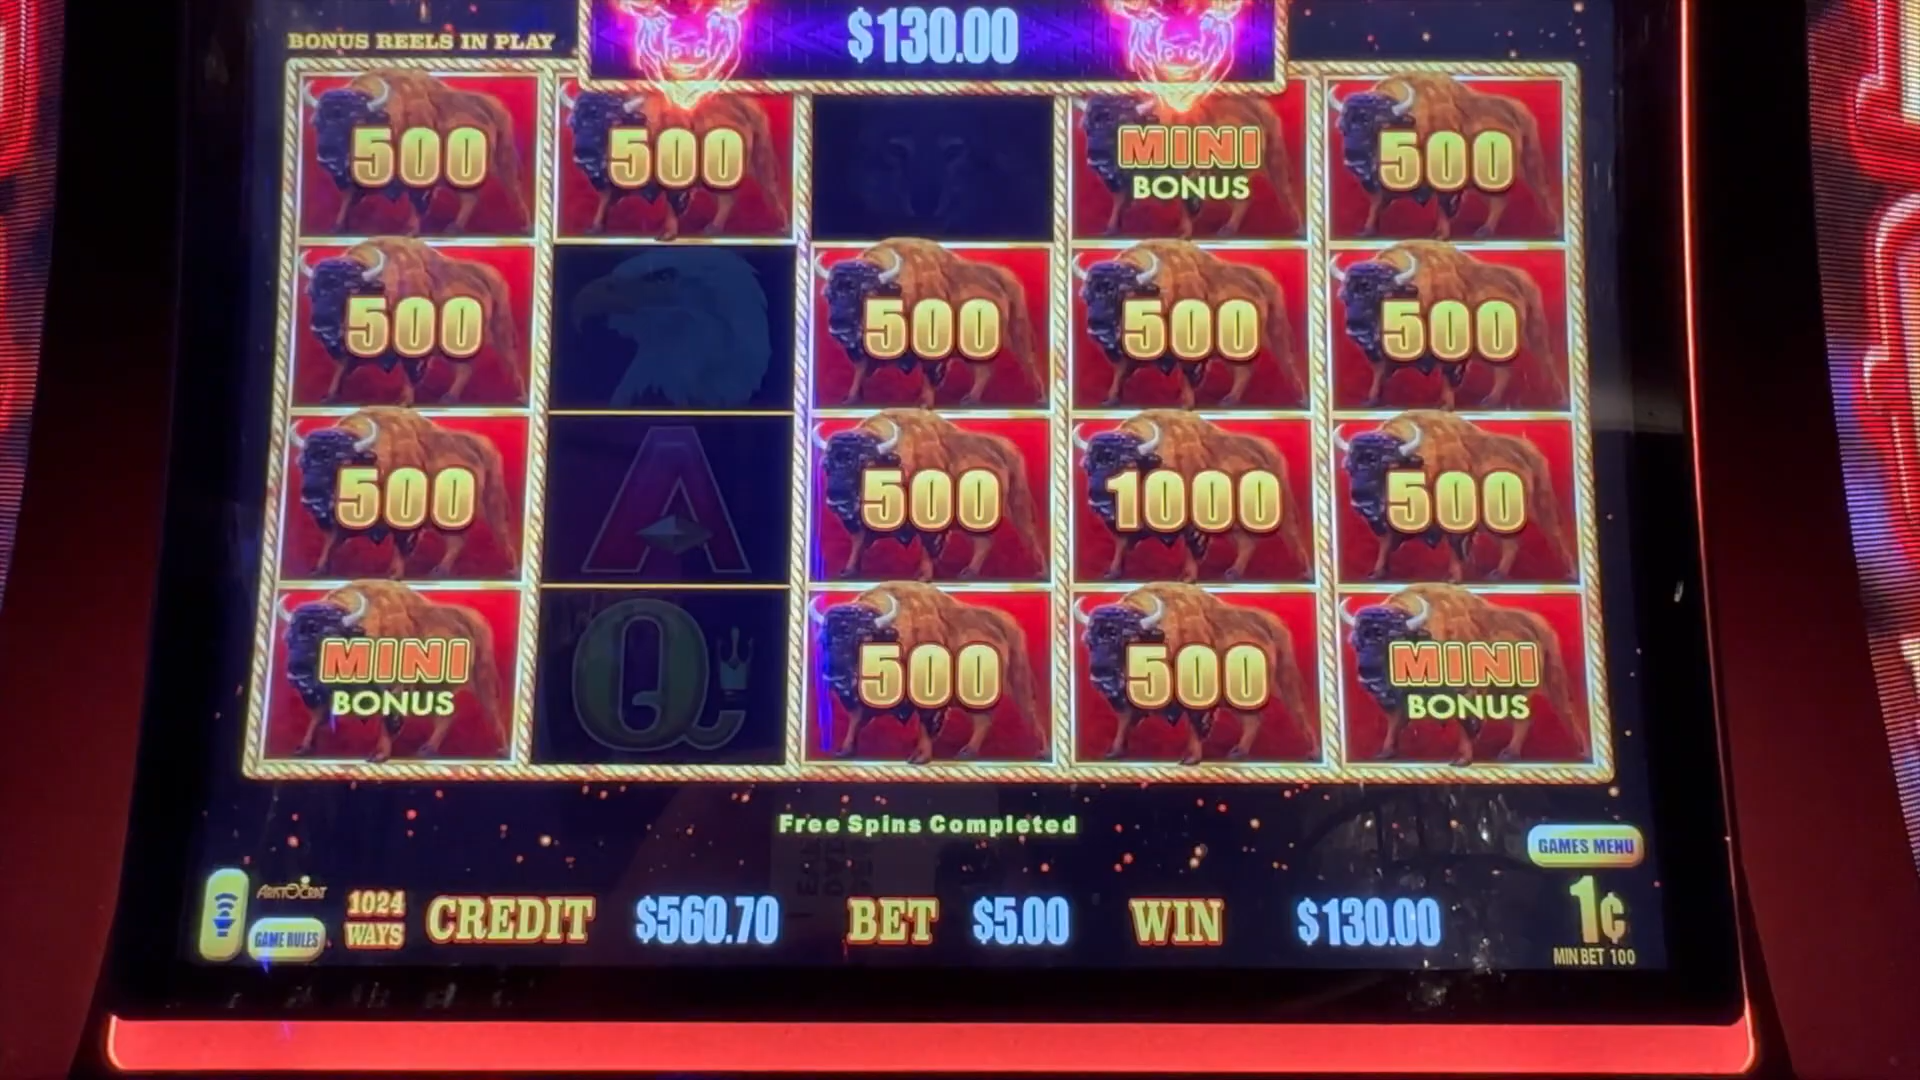 $130.00
BONUS REELS IN PLAY
500
500
MINI
BONUS
500
500
500
500
500
500
A
500
1000
500
MINI
BONUS
Q
500
500
MINI
BONUS
Free Spins Completed
GAMES MENU
ARISTOCRAT
GAME RULES
1024
WAYS
CREDIT $560.70 BET $5.00 WIN $130.00
1¢
MIN BET 100